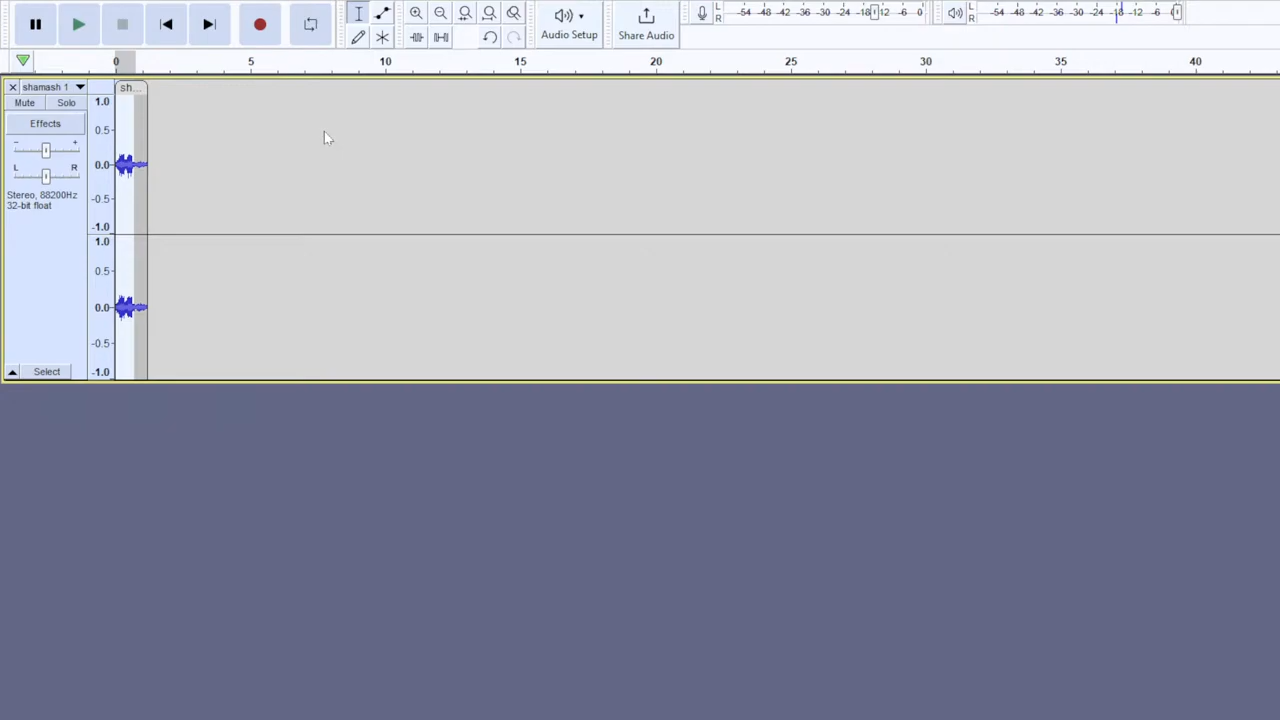 L
R
-54 -48 -42 -36 -30 -24 -18 -12 -6 0
L
R
-54 -48 -42 -36 -30 -24 -18 -12 -6 0
Audio Setup
Share Audio
0 5 10 15 20 25 30 35 40
shamash 1
sh...
Mute Solo
Effects
- +
L R
Stereo, 88200Hz
32-bit float
Select
1.0
0.5
0.0
-0.5
-1.0
1.0
0.5
0.0
-0.5
-1.0